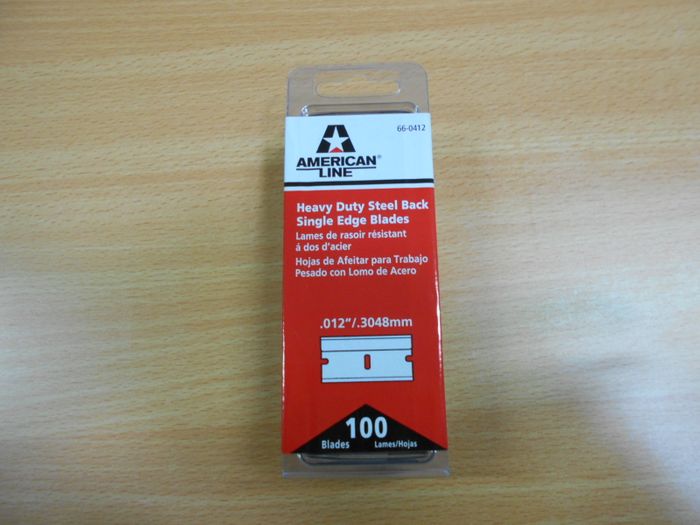 66-0412
AMERICAN®
LINE
Heavy Duty Steel Back
Single Edge Blades
Lames de rasoir résistant
á dos d'acier
Hojas de Afeitar para Trabajo
Pesado con Lomo de Acero
.012"/.3048mm
100
Blades Lames/Hojas